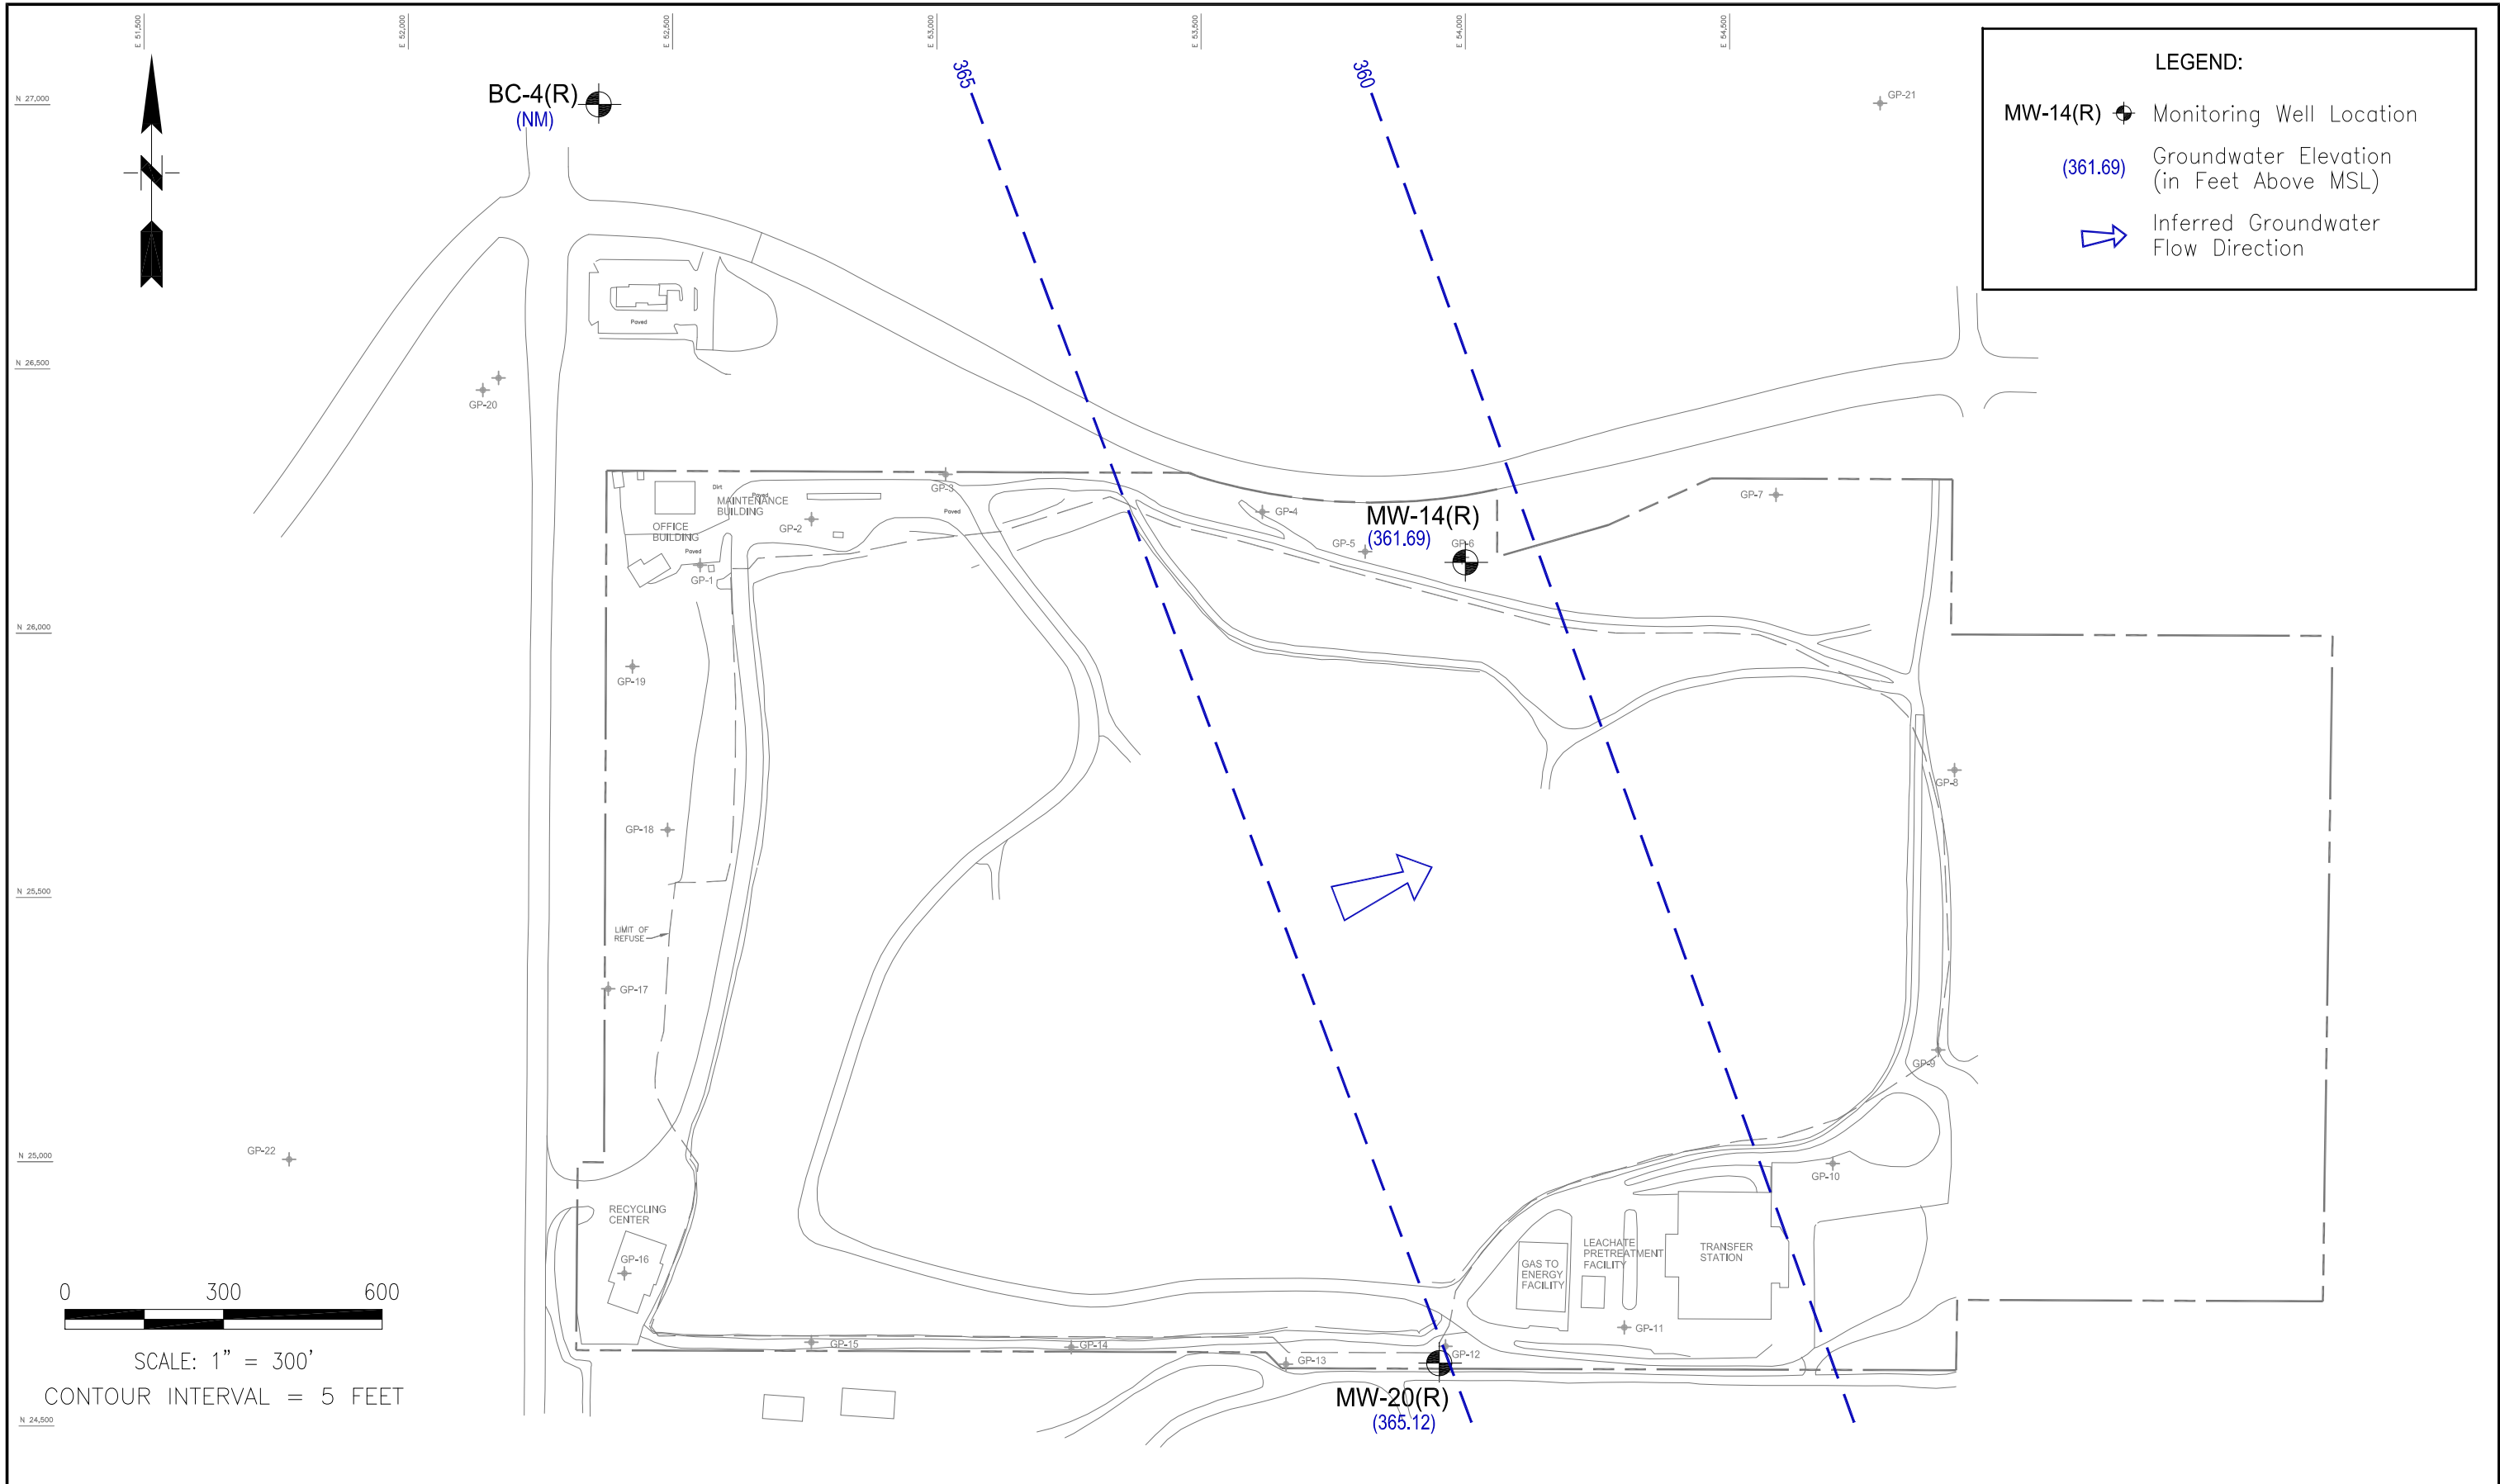 E 51,500
E 52,000
E 52,500
E 53,000
E 53,500
E 54,000
E 54,500
365
360
LEGEND:
MW-14(R) Monitoring Well Location
(361.69) Groundwater Elevation
(in Feet Above MSL)
Inferred Groundwater
Flow Direction
N 27,000
BC-4(R)
(NM)
GP-21
N
Paved
N 26,500
GP-20
GP-3
Dirt
Paved
MAINTENANCE
BUILDING
Paved
GP-2
OFFICE
BUILDING
Paved
GP-1
GP-4
MW-14(R)
(361.69)
GP-5
GP-6
GP-7
N 26,000
GP-19
GP-8
GP-18
N 25,500
LIMIT OF
REFUSE
GP-17
GP-9
N 25,000
GP-22
GP-10
RECYCLING
CENTER
GP-16
LEACHATE
PRETREATMENT
FACILITY
TRANSFER
STATION
GAS TO
ENERGY
FACILITY
0 300 600
GP-11
GP-15
GP-14
GP-12
GP-13
SCALE: 1" = 300'
CONTOUR INTERVAL = 5 FEET
MW-20(R)
(365.12)
N 24,500